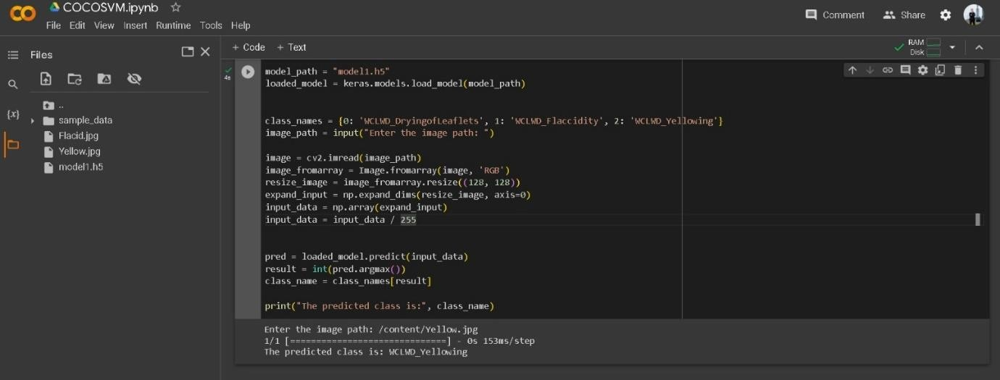 COCOSVM.ipynb
File Edit View Insert Runtime Tools Help
Comment Share
Files
+ Code + Text
RAM
Disk
..
sample_data
Flacid.jpg
Yellow.jpg
model1.h5
{x}
4s
model_path = "model1.h5"
loaded_model = keras.models.load_model(model_path)
class_names = {0: 'WCLWD_DryingofLeaflets', 1: 'WCLWD_Flaccidity', 2: 'WCLWD_Yellowing'}
image_path = input("Enter the image path: ")
image = cv2.imread(image_path)
image_fromarray = Image.fromarray(image, 'RGB')
resize_image = image_fromarray.resize((128, 128))
expand_input = np.expand_dims(resize_image, axis=0)
input_data = np.array(expand_input)
input_data = input_data / 255
pred = loaded_model.predict(input_data)
result = int(pred.argmax())
class_name = class_names[result]
print("The predicted class is:", class_name)
Enter the image path: /content/Yellow.jpg
1/1 [==============================] - 0s 153ms/step
The predicted class is: WCLWD_Yellowing